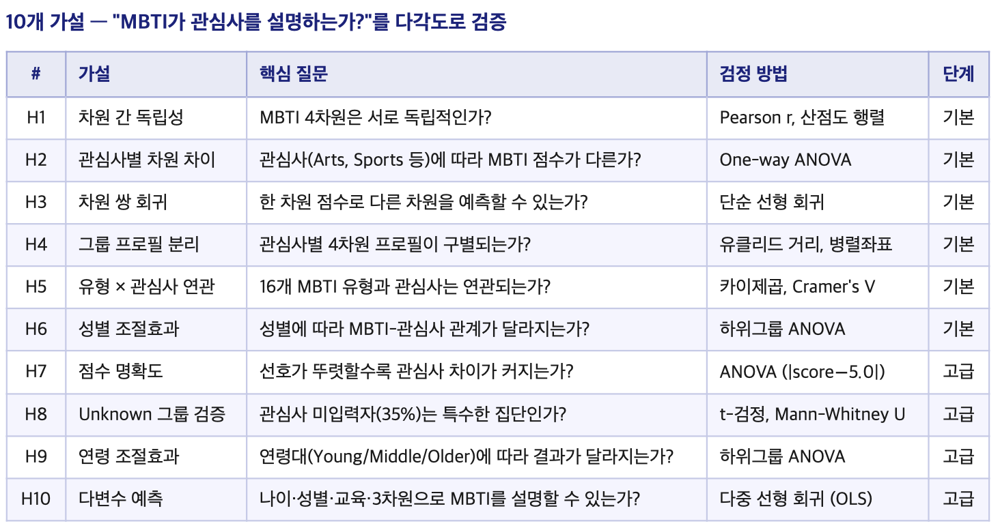 10개 가설 — "MBTI가 관심사를 설명하는가?"를 다각도로 검증
# 가설 핵심 질문 검정 방법 단계
H1 차원 간 독립성 MBTI 4차원은 서로 독립적인가? Pearson r, 산점도 행렬 기본
H2 관심사별 차원 차이 관심사(Arts, Sports 등)에 따라 MBTI 점수가 다른가? One-way ANOVA 기본
H3 차원 쌍 회귀 한 차원 점수로 다른 차원을 예측할 수 있는가? 단순 선형 회귀 기본
H4 그룹 프로필 분리 관심사별 4차원 프로필이 구별되는가? 유클리드 거리, 병렬좌표 기본
H5 유형 × 관심사 연관 16개 MBTI 유형과 관심사는 연관되는가? 카이제곱, Cramer's V 기본
H6 성별 조절효과 성별에 따라 MBTI-관심사 관계가 달라지는가? 하위그룹 ANOVA 기본
H7 점수 명확도 선호가 뚜렷할수록 관심사 차이가 커지는가? ANOVA (|score−5.0|) 고급
H8 Unknown 그룹 검증 관심사 미입력자(35%)는 특수한 집단인가? t-검정, Mann-Whitney U 고급
H9 연령 조절효과 연령대(Young/Middle/Older)에 따라 결과가 달라지는가? 하위그룹 ANOVA 고급
H10 다변수 예측 나이·성별·교육·3차원으로 MBTI를 설명할 수 있는가? 다중 선형 회귀 (OLS) 고급